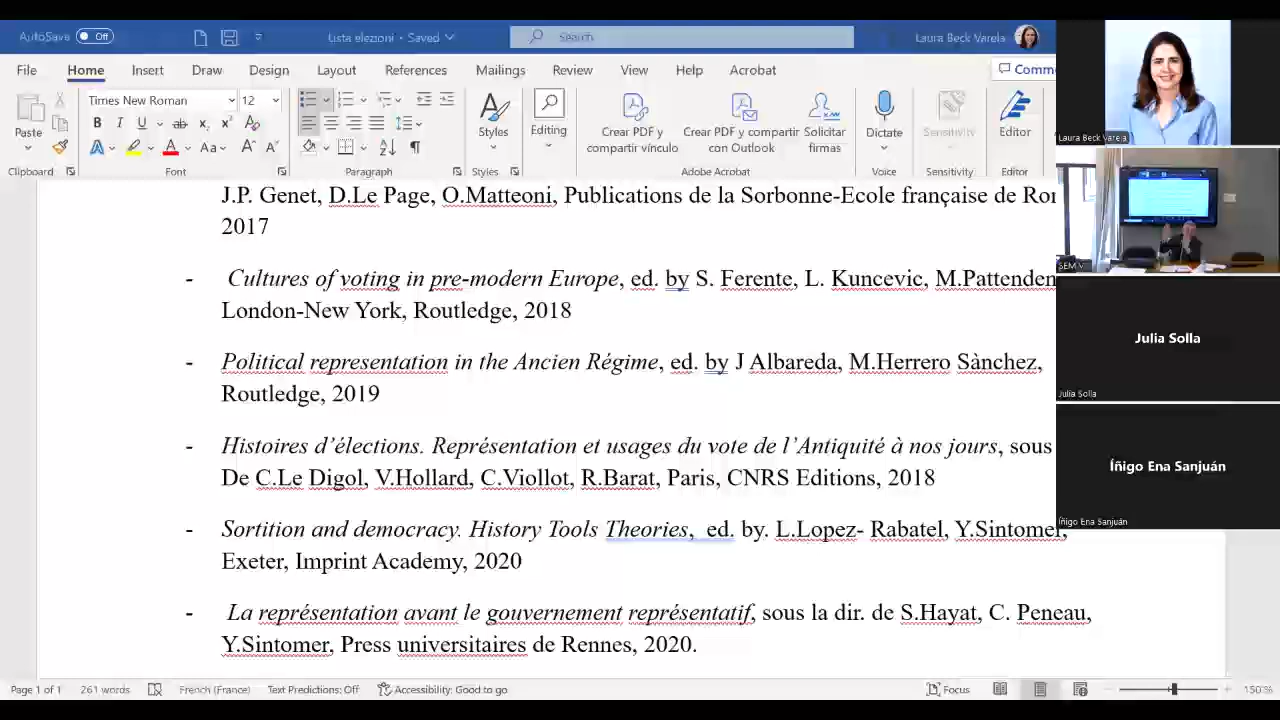 AutoSave Off Lista elezioni • Saved Search Laura Beck Varela
File Home Insert Draw Design Layout References Mailings Review View Help Acrobat Comme
Times New Roman 12
Paste Styles Editing Crear PDF y compartir vínculo Crear PDF y compartir con Outlook Solicitar firmas Dictate Sensitivity Editor
Clipboard Font Paragraph Styles Adobe Acrobat Voice Sensitivity Editor
J.P. Genet, D.Le Page, O.Matteoni, Publications de la Sorbonne-Ecole française de Ro
2017
- Cultures of voting in pre-modern Europe, ed. by S. Ferente, L. Kuncevic, M.Pattenden
London-New York, Routledge, 2018
- Political representation in the Ancien Régime, ed. by J Albareda, M.Herrero Sànchez,
Routledge, 2019
- Histoires d’élections. Représentation et usages du vote de l’Antiquité à nos jours, sous
De C.Le Digol, V.Hollard, C.Viollot, R.Barat, Paris, CNRS Editions, 2018
- Sortition and democracy. History Tools Theories, ed. by. L.Lopez- Rabatel, Y.Sintomer,
Exeter, Imprint Academy, 2020
- La représentation avant le gouvernement représentatif, sous la dir. de S.Hayat, C. Peneau,
Y.Sintomer, Press universitaires de Rennes, 2020.
Page 1 of 1 261 words French (France) Text Predictions: Off Accessibility: Good to go Focus 150%
Laura Beck Varela
SEM V
Julia Solla
Julia Solla
Íñigo Ena Sanjuán
Íñigo Ena Sanjuán